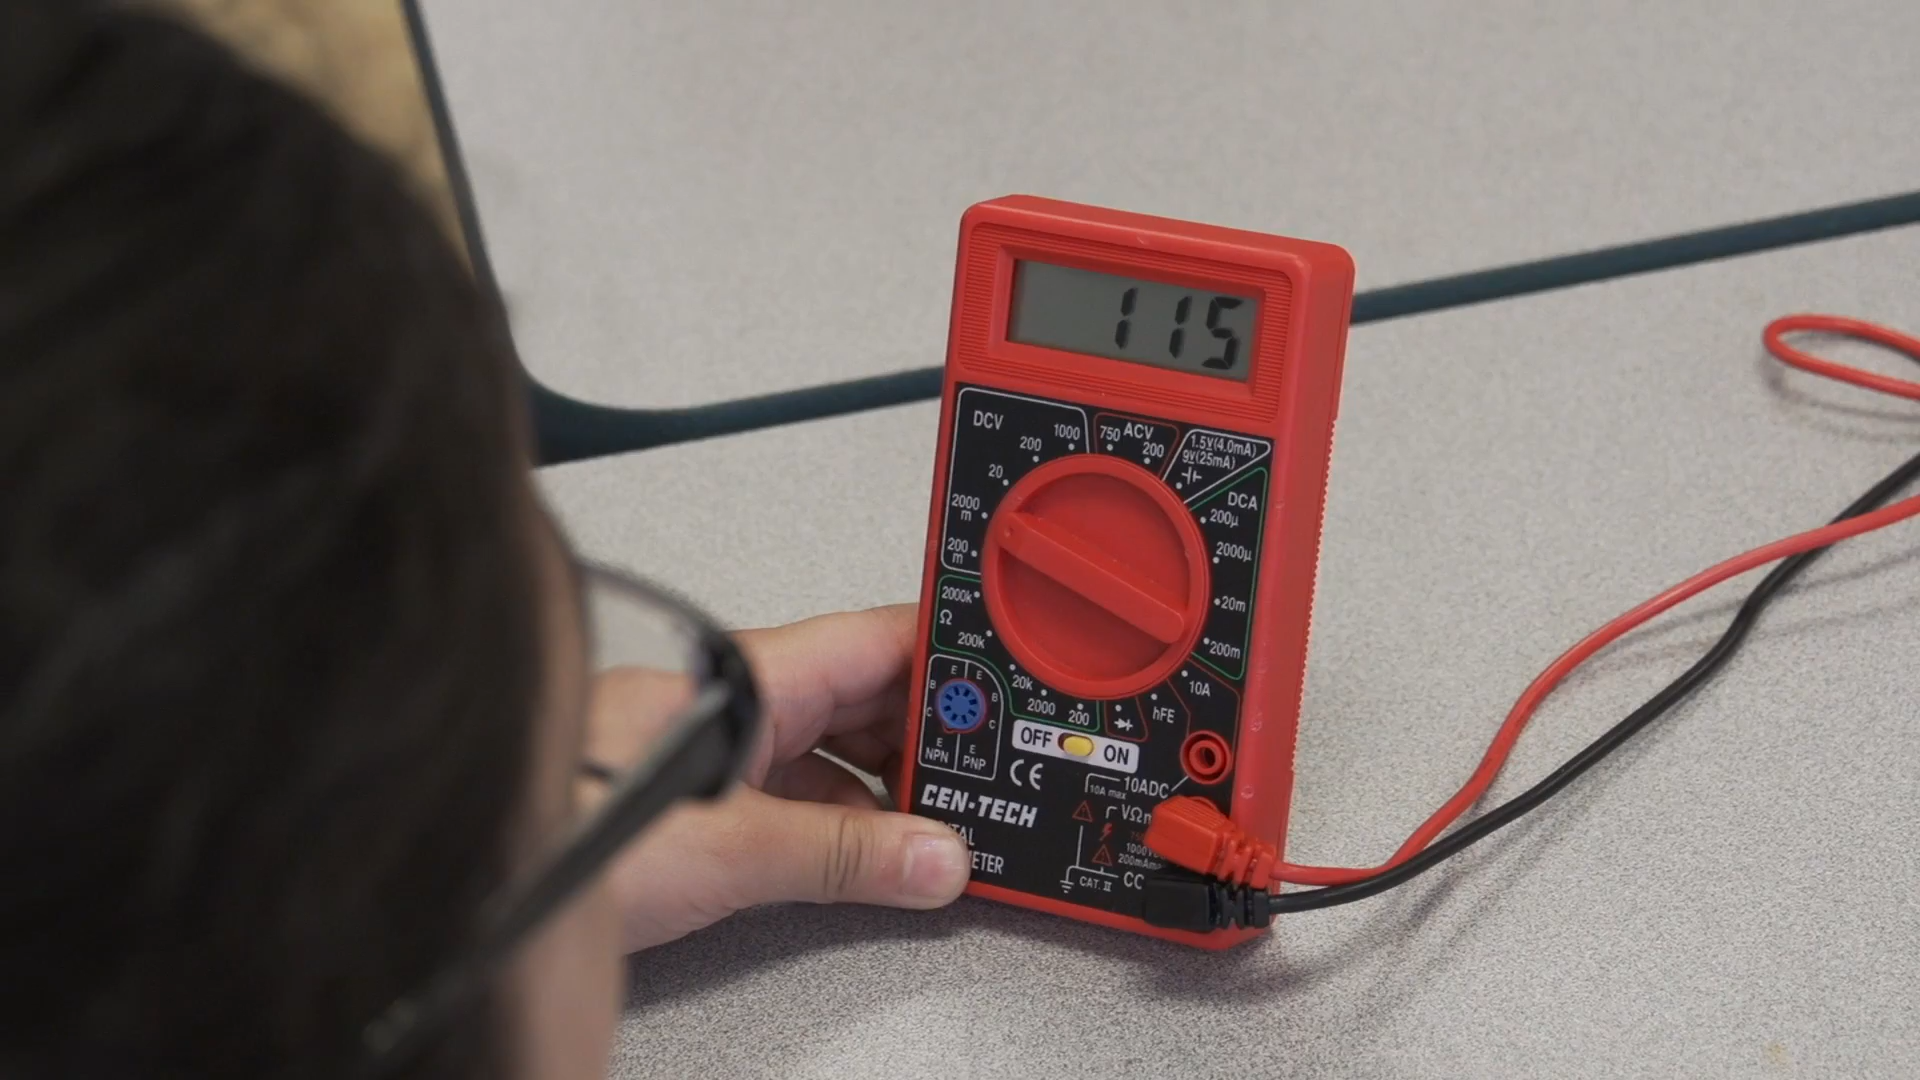 115
DCV
1000
200
20
2000
m
200
m
750
ACV
200
1.5V(4.0mA)
9V(25mA)
DCA
200µ
2000µ
20m
200m
10A
hFE
2000k
Ω
200k
20k
2000
200
E
E
B
B
C
C
E
NPN
E
PNP
OFF
ON
CE
10ADC
10A max
CEN-TECH
CAT. II